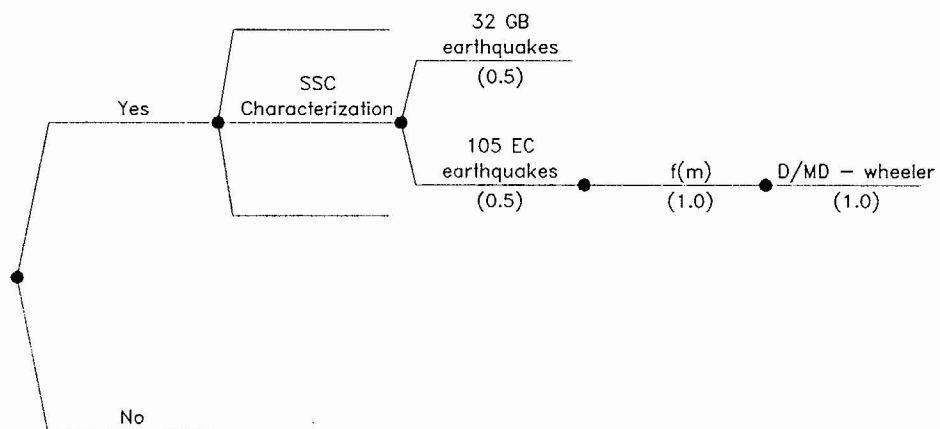 32 GB
earthquakes
(0.5)
SSC
Characterization
Yes
105 EC
earthquakes
(0.5)
f(m)
(1.0)
D/MD – wheeler
(1.0)
No